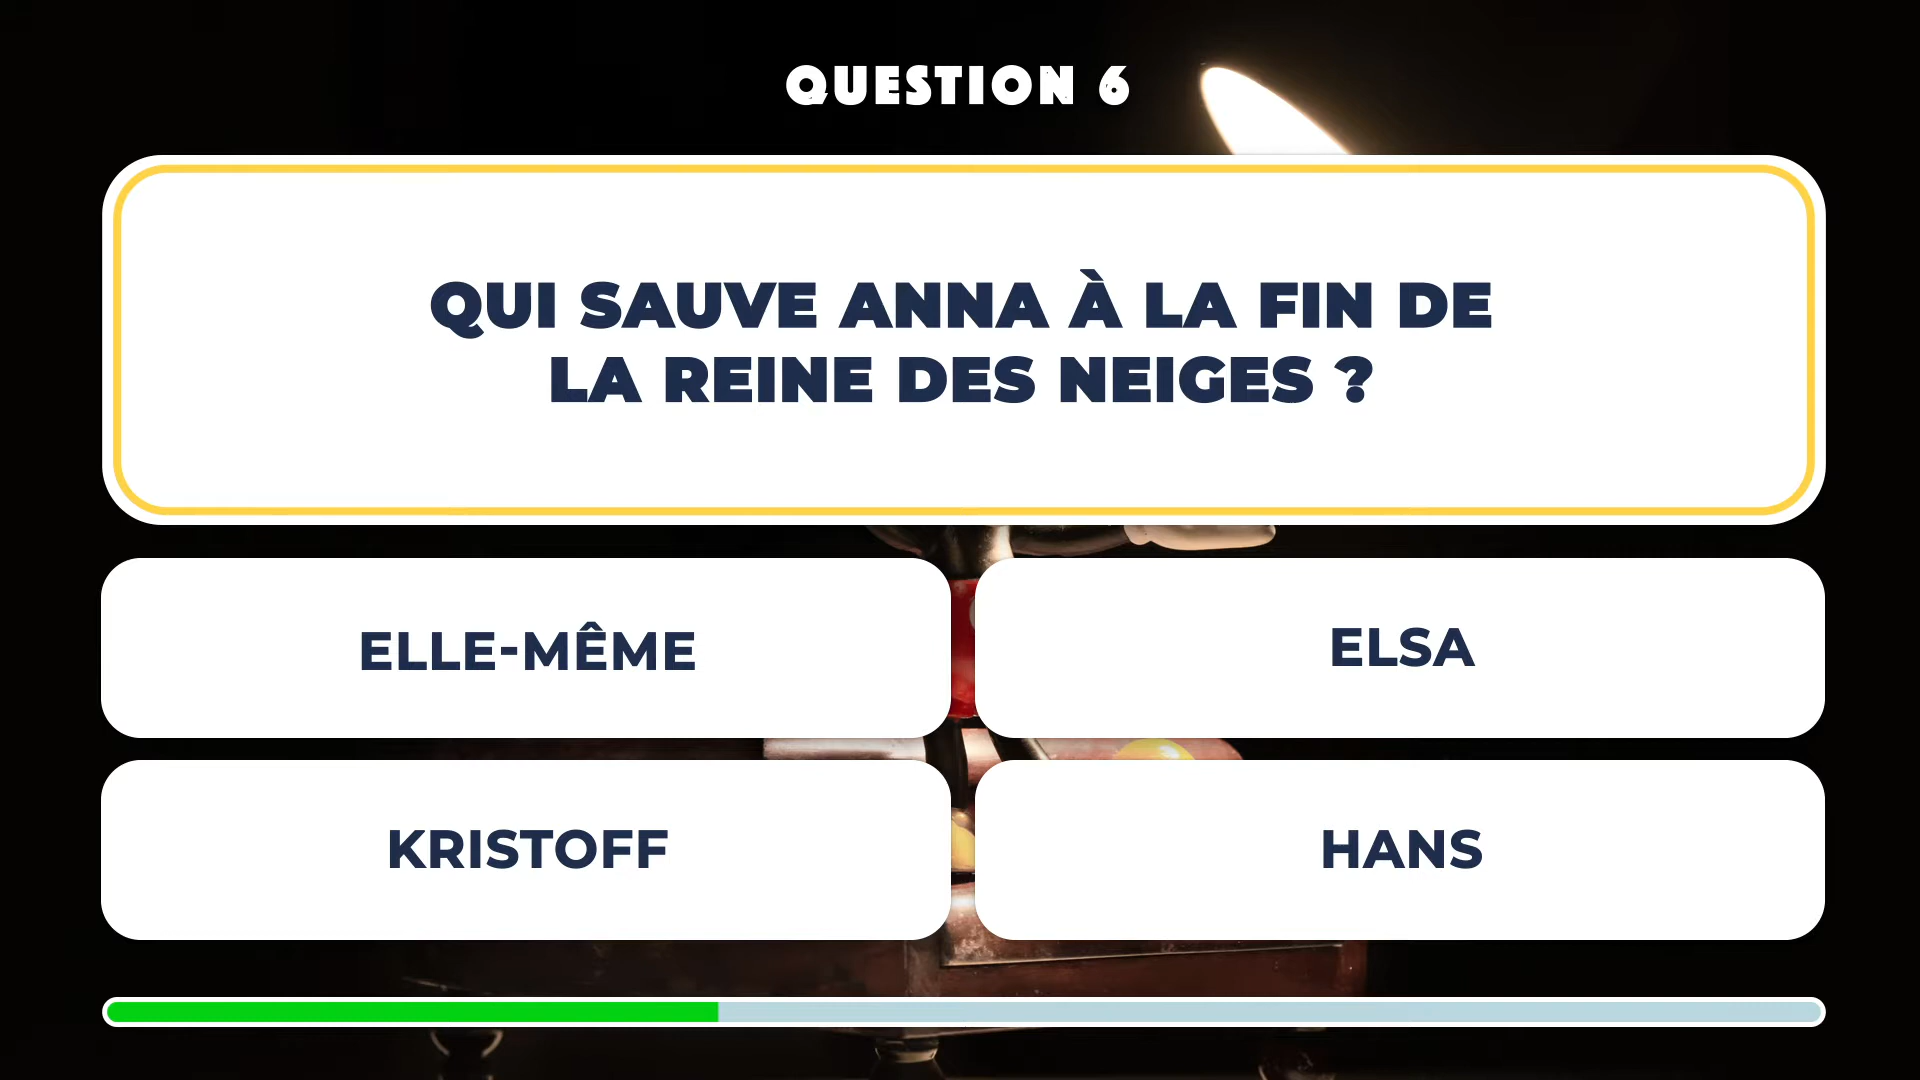 QUESTION 6
QUI SAUVE ANNA À LA FIN DE
LA REINE DES NEIGES ?
ELLE-MÊME
ELSA
KRISTOFF
HANS